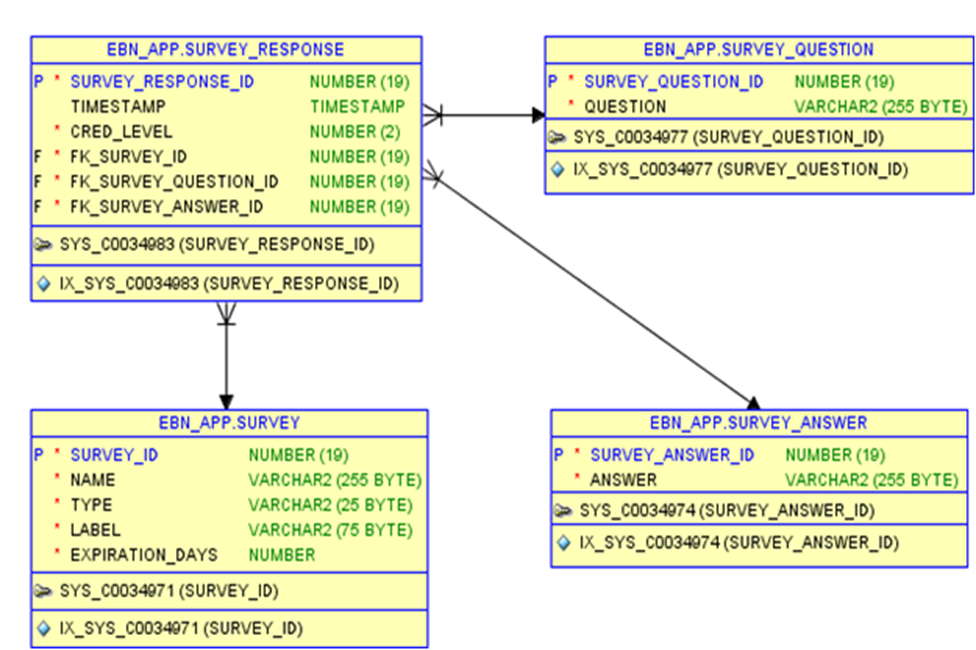 EBN_APP.SURVEY_RESPONSE
P * SURVEY_RESPONSE_ID NUMBER (19)
TIMESTAMP TIMESTAMP
* CRED_LEVEL NUMBER (2)
F * FK_SURVEY_ID NUMBER (19)
F * FK_SURVEY_QUESTION_ID NUMBER (19)
F * FK_SURVEY_ANSWER_ID NUMBER (19)
SYS_C0034983 (SURVEY_RESPONSE_ID)
IX_SYS_C0034983 (SURVEY_RESPONSE_ID)
EBN_APP.SURVEY_QUESTION
P * SURVEY_QUESTION_ID NUMBER (19)
* QUESTION VARCHAR2 (255 BYTE)
SYS_C0034977 (SURVEY_QUESTION_ID)
IX_SYS_C0034977 (SURVEY_QUESTION_ID)
EBN_APP.SURVEY
P * SURVEY_ID NUMBER (19)
* NAME VARCHAR2 (255 BYTE)
* TYPE VARCHAR2 (25 BYTE)
* LABEL VARCHAR2 (75 BYTE)
* EXPIRATION_DAYS NUMBER
SYS_C0034971 (SURVEY_ID)
IX_SYS_C0034971 (SURVEY_ID)
EBN_APP.SURVEY_ANSWER
P * SURVEY_ANSWER_ID NUMBER (19)
* ANSWER VARCHAR2 (255 BYTE)
SYS_C0034974 (SURVEY_ANSWER_ID)
IX_SYS_C0034974 (SURVEY_ANSWER_ID)